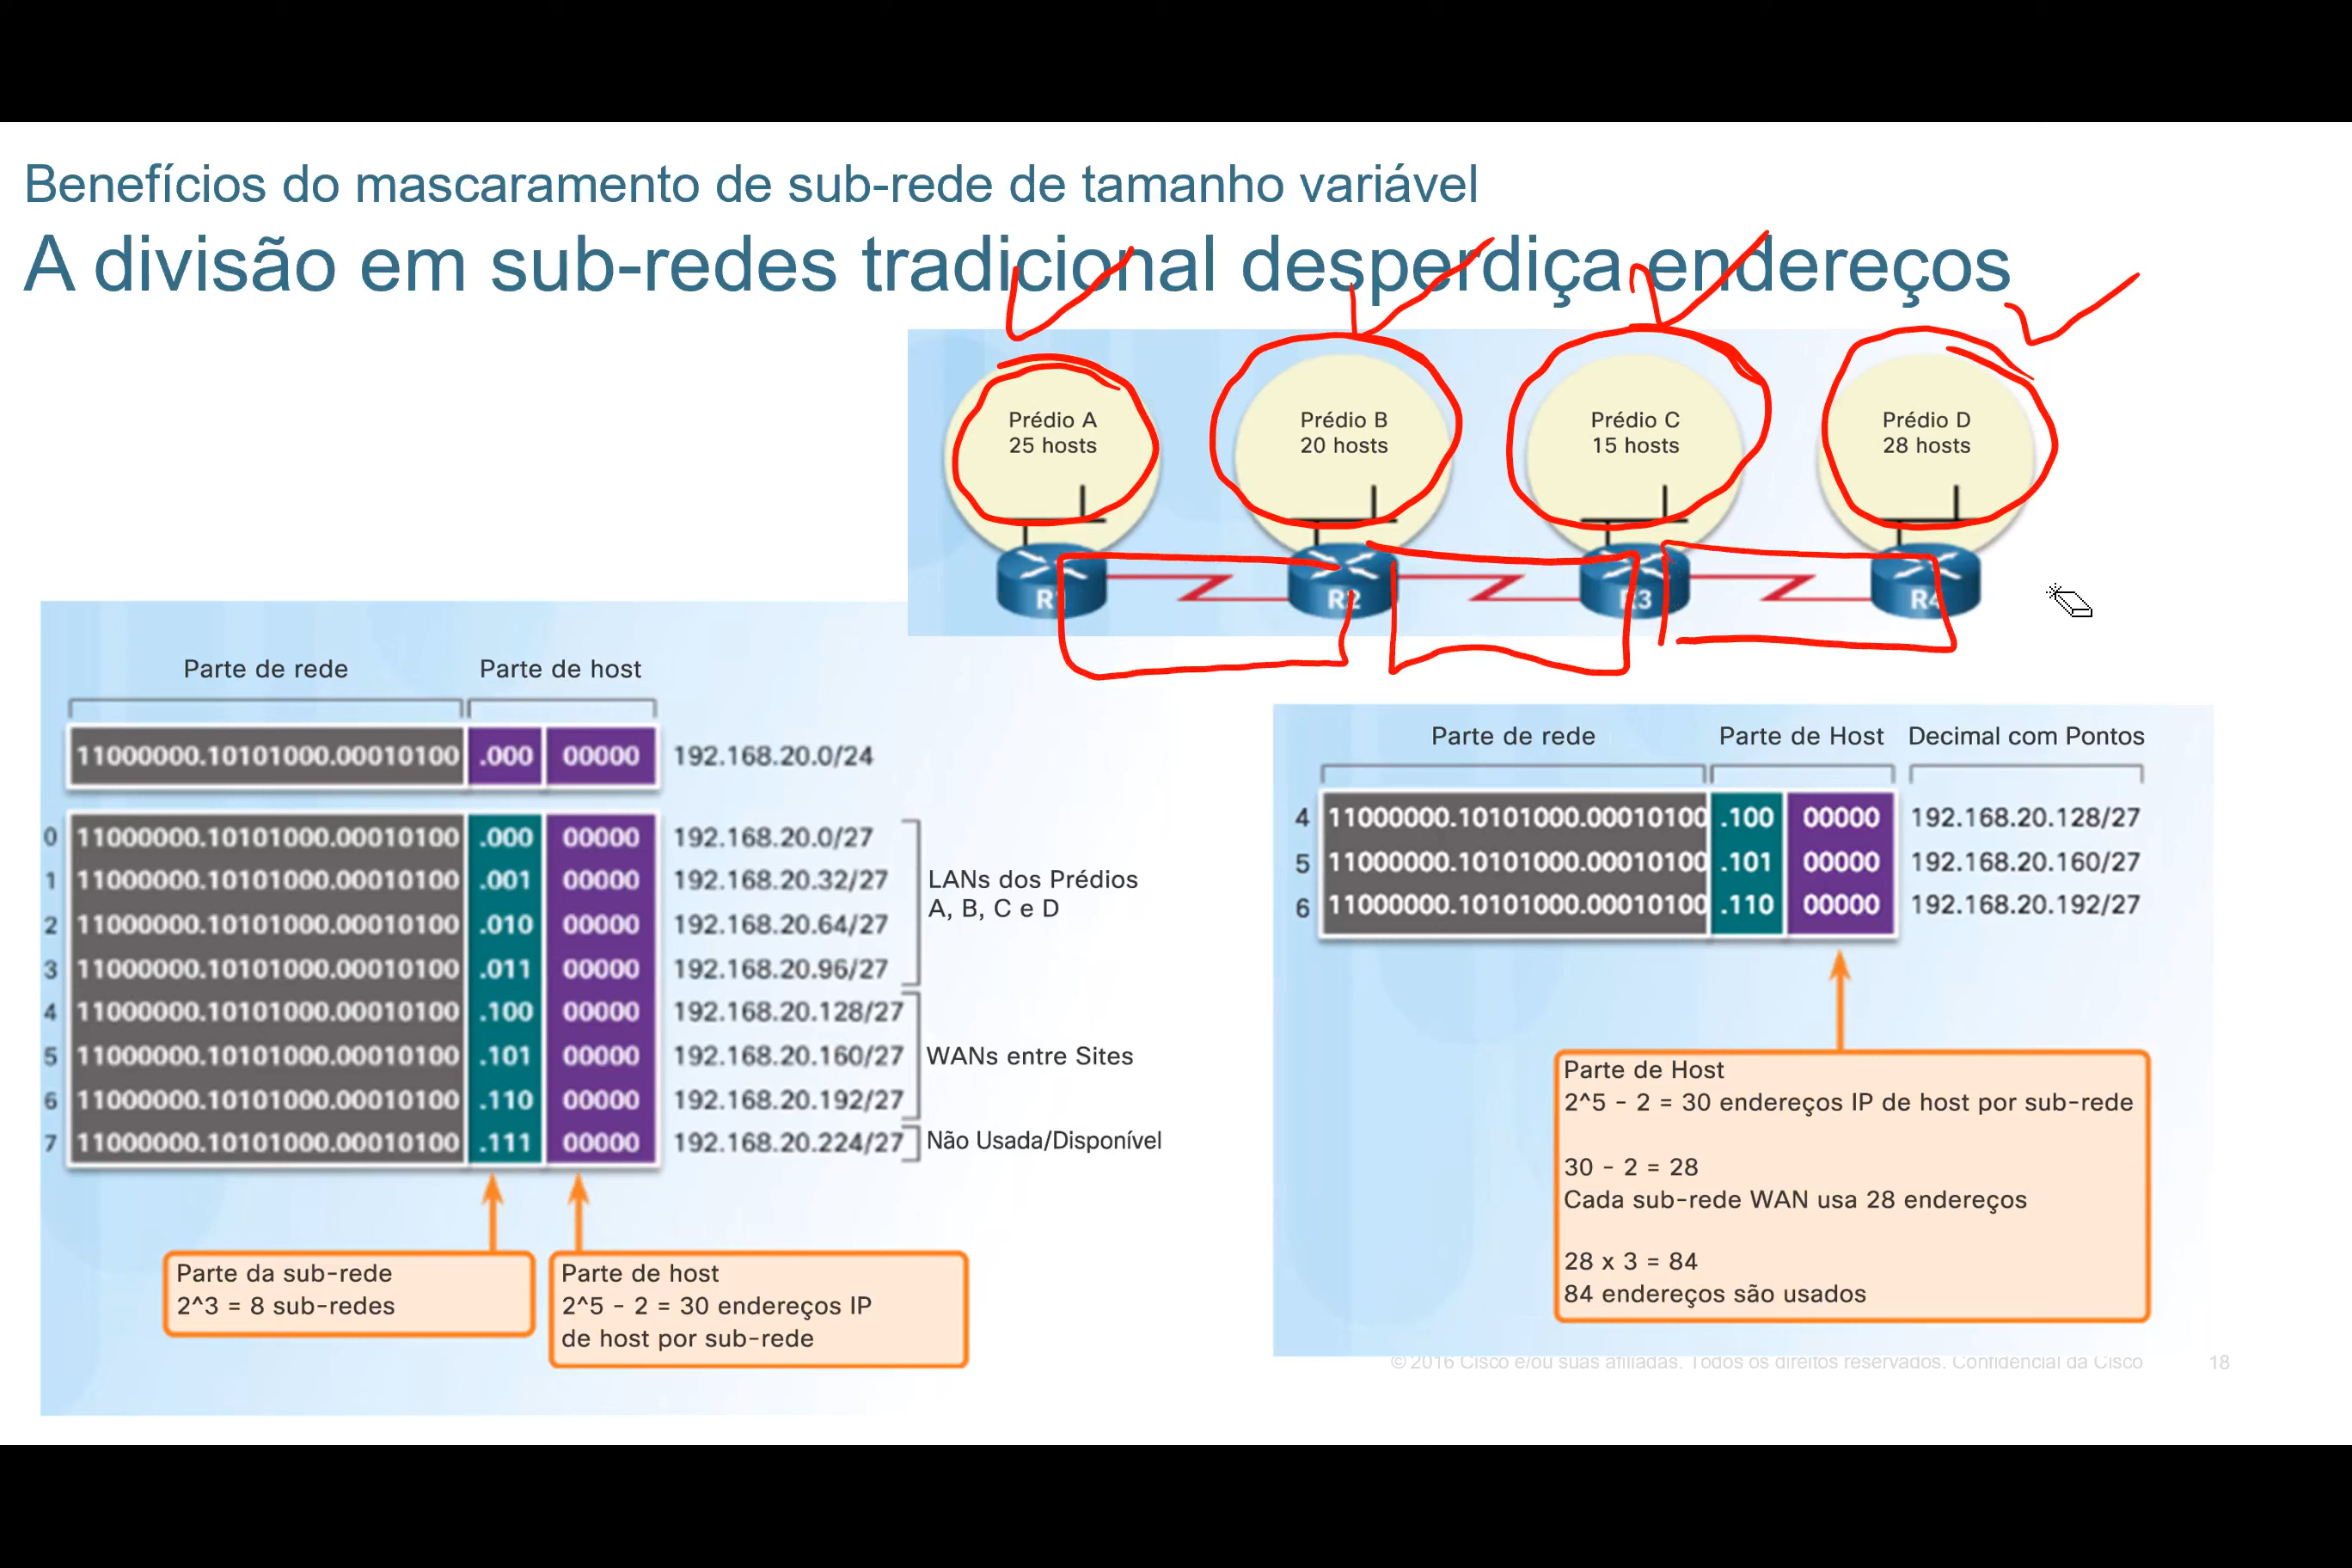 Benefícios do mascaramento de sub-rede de tamanho variável
A divisão em sub-redes tradicional desperdiça endereços
Prédio A
25 hosts
Prédio B
20 hosts
Prédio C
15 hosts
Prédio D
28 hosts
R1
R2
R3
R4
Parte de rede Parte de host
11000000.10101000.00010100 .000 00000 192.168.20.0/24
0 11000000.10101000.00010100 .000 00000 192.168.20.0/27
1 11000000.10101000.00010100 .001 00000 192.168.20.32/27
2 11000000.10101000.00010100 .010 00000 192.168.20.64/27
3 11000000.10101000.00010100 .011 00000 192.168.20.96/27
LANs dos Prédios
A, B, C e D
4 11000000.10101000.00010100 .100 00000 192.168.20.128/27
5 11000000.10101000.00010100 .101 00000 192.168.20.160/27
6 11000000.10101000.00010100 .110 00000 192.168.20.192/27
WANs entre Sites
7 11000000.10101000.00010100 .111 00000 192.168.20.224/27
Não Usada/Disponível
Parte da sub-rede
2^3 = 8 sub-redes
Parte de host
2^5 - 2 = 30 endereços IP
de host por sub-rede
Parte de rede Parte de Host Decimal com Pontos
4 11000000.10101000.00010100 .100 00000 192.168.20.128/27
5 11000000.10101000.00010100 .101 00000 192.168.20.160/27
6 11000000.10101000.00010100 .110 00000 192.168.20.192/27
Parte de Host
2^5 - 2 = 30 endereços IP de host por sub-rede
30 - 2 = 28
Cada sub-rede WAN usa 28 endereços
28 x 3 = 84
84 endereços são usados
© 2016 Cisco e/ou suas afiliadas. Todos os direitos reservados. Confidencial da Cisco 18